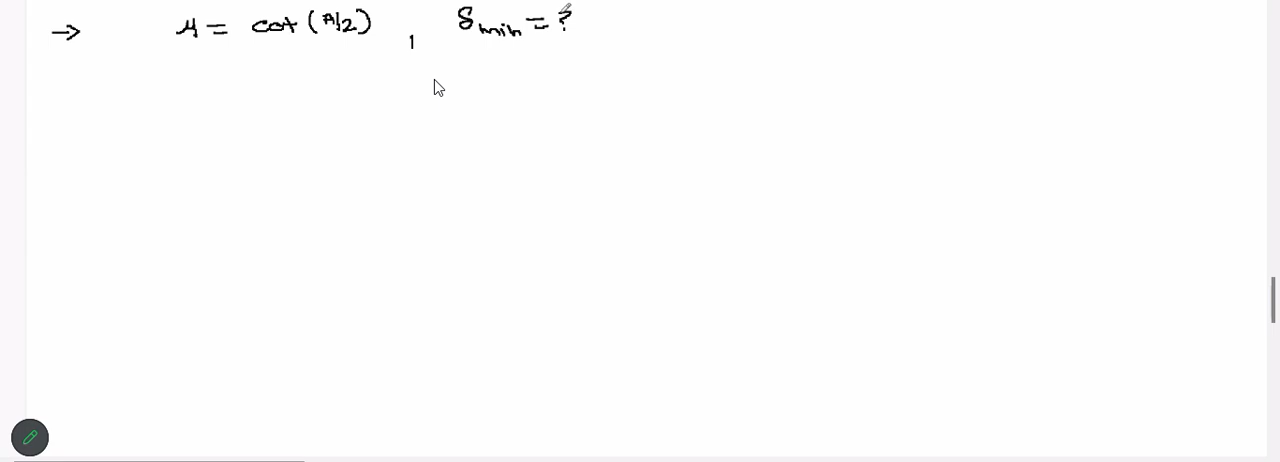 → μ = cot (A/2) , δmin = ?